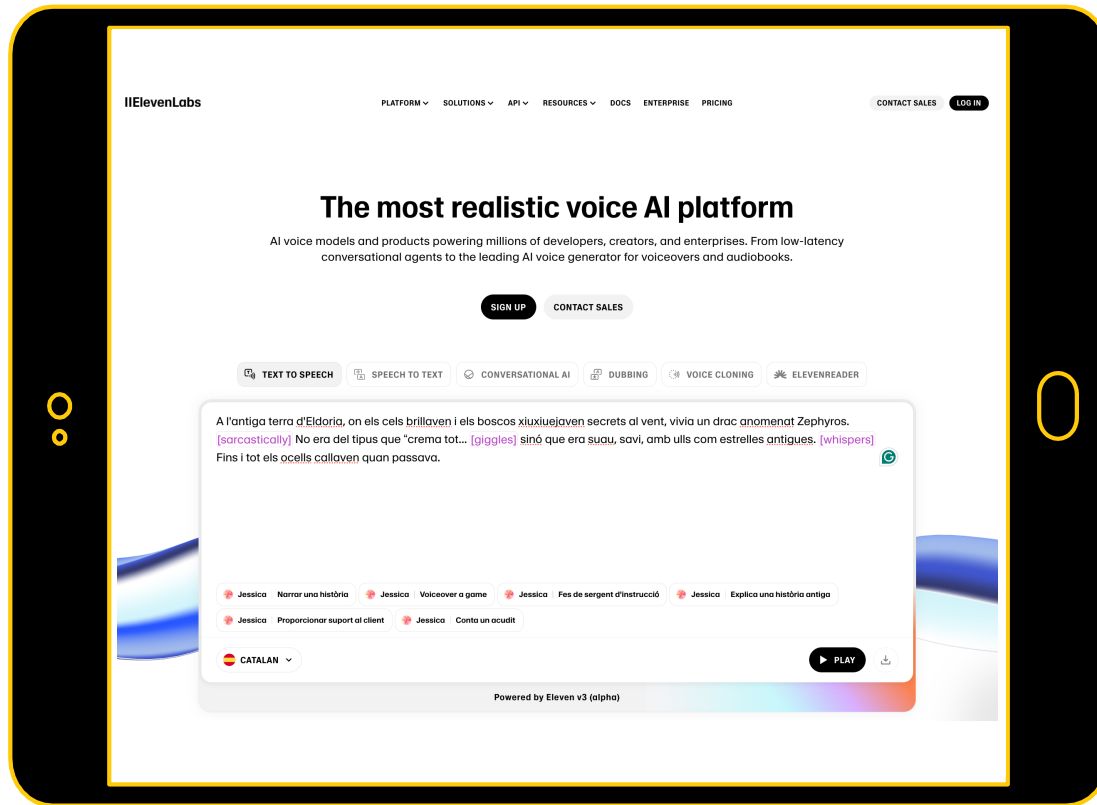 IIElevenLabs
PLATFORM SOLUTIONS API RESOURCES DOCS ENTERPRISE PRICING
CONTACT SALES LOG IN
The most realistic voice AI platform
AI voice models and products powering millions of developers, creators, and enterprises. From low-latency
conversational agents to the leading AI voice generator for voiceovers and audiobooks.
SIGN UP CONTACT SALES
TEXT TO SPEECH SPEECH TO TEXT CONVERSATIONAL AI DUBBING VOICE CLONING ELEVENREADER
A l'antiga terra d'Eldoria, on els cels brillaven i els boscos xiuxiuejaven secrets al vent, vivia un drac anomenat Zephyros.
[sarcastically] No era del tipus que "crema tot... [giggles] sinó que era suau, savi, amb ulls com estrelles antigues. [whispers]
Fins i tot els ocells callaven quan passava.
Jessica Narrar una història Jessica Voiceover a game Jessica Fes de sergent d'instrucció Jessica Explica una història antiga
Jessica Proporcionar suport al client Jessica Conta un acudit
CATALAN PLAY
Powered by Eleven v3 (alpha)